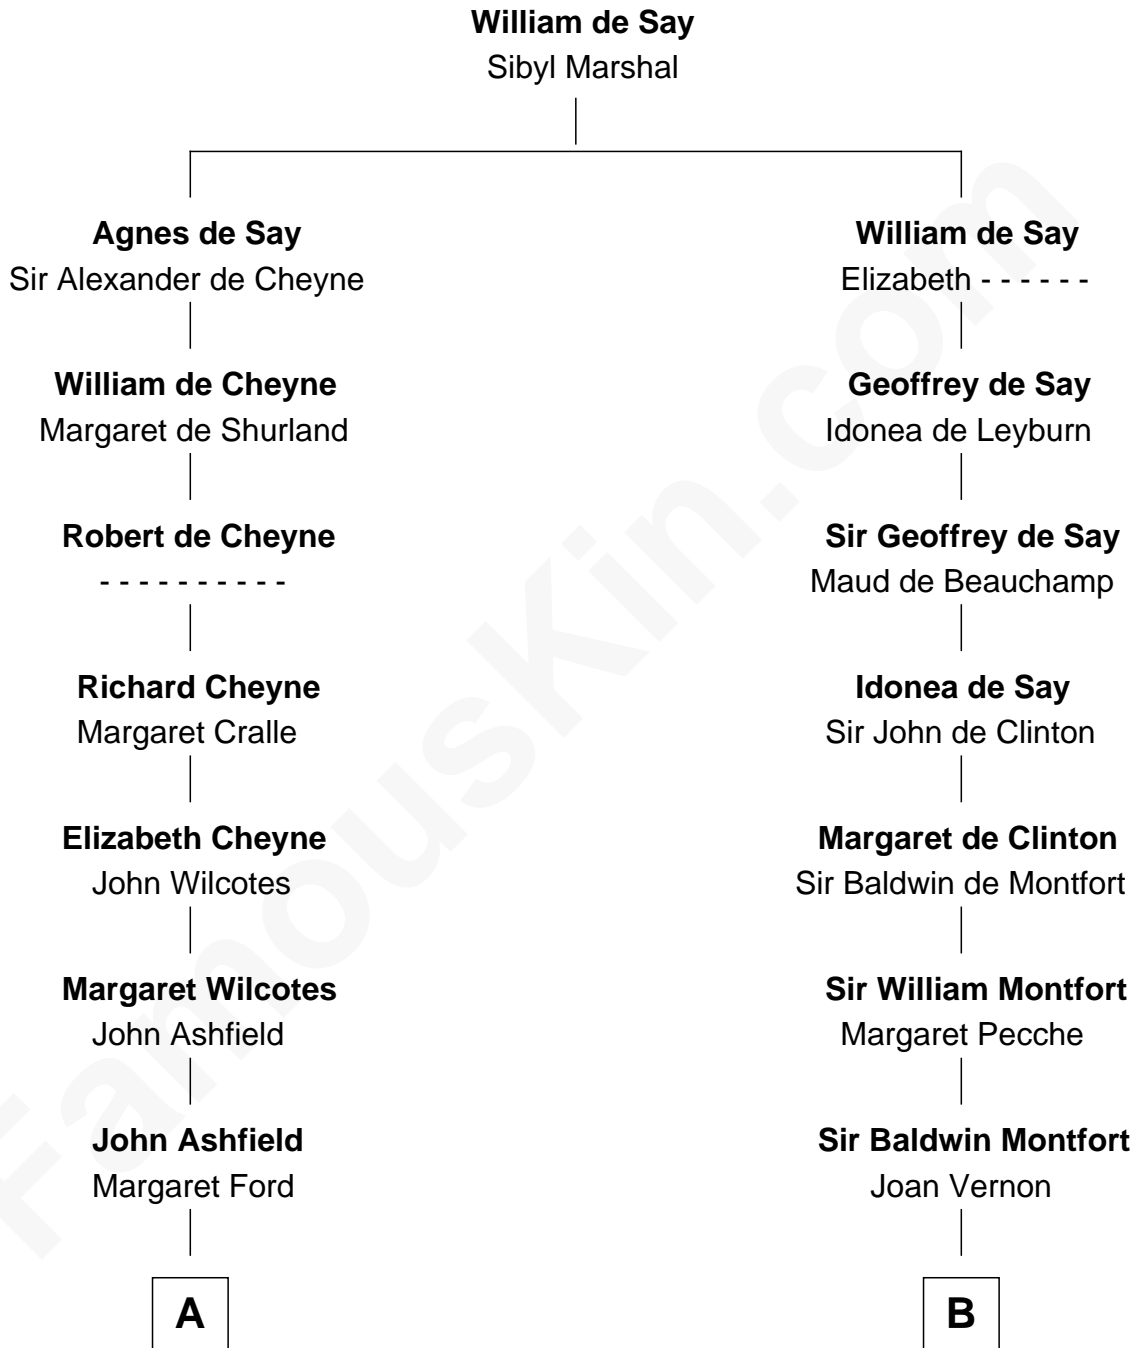 William de Say
Sibyl Marshal
Agnes de Say
Sir Alexander de Cheyne
William de Say
Elizabeth - - - - - -
William de Cheyne
Margaret de Shurland
Geoffrey de Say
Idonea de Leyburn
Robert de Cheyne
- - - - - - - - - -
Sir Geoffrey de Say
Maud de Beauchamp
Richard Cheyne
Margaret Cralle
Idonea de Say
Sir John de Clinton
Elizabeth Cheyne
John Wilcotes
Margaret de Clinton
Sir Baldwin de Montfort
Margaret Wilcotes
John Ashfield
Sir William Montfort
Margaret Pecche
John Ashfield
Margaret Ford
Sir Baldwin Montfort
Joan Vernon
A
B
FamousKin.com